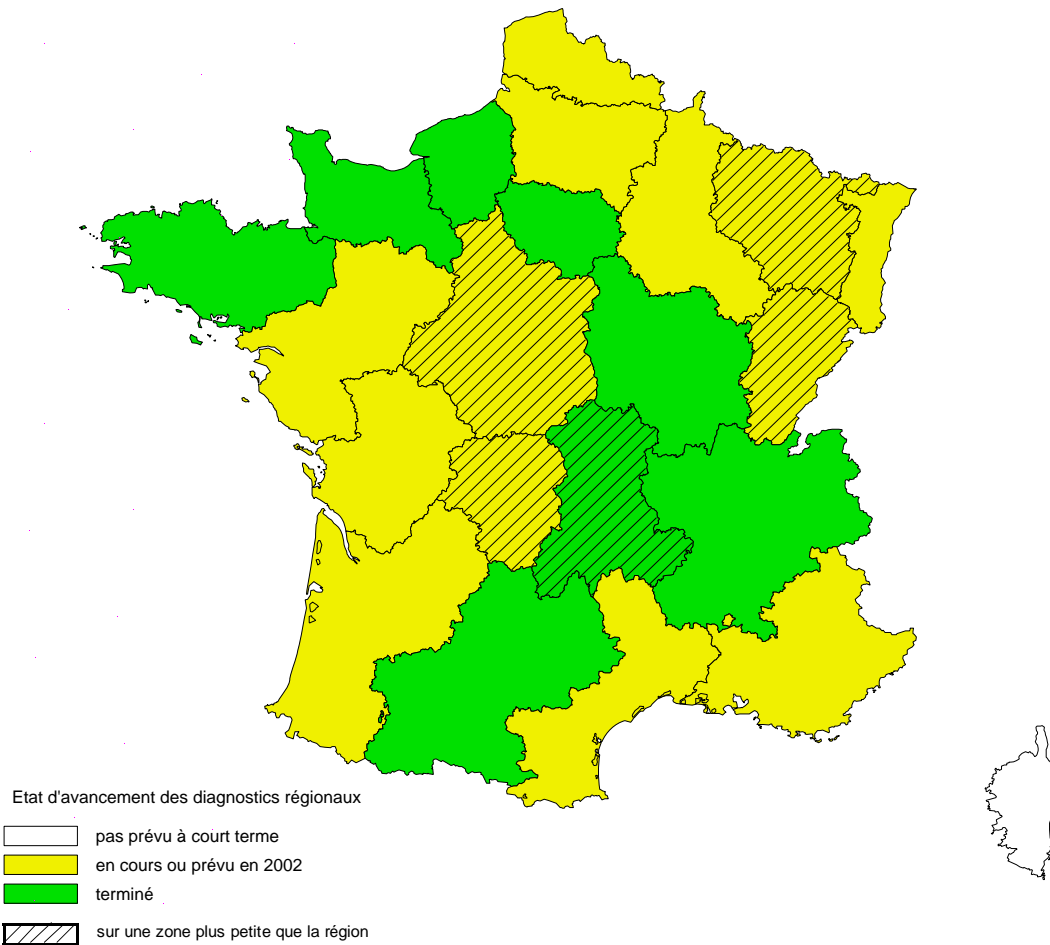 Etat d'avancement des diagnostics régionaux
pas prévu à court terme
en cours ou prévu en 2002
terminé
sur une zone plus petite que la région